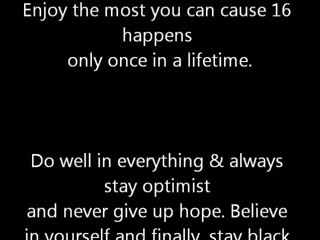 Enjoy the most you can cause 16
happens
only once in a lifetime.
Do well in everything & always
stay optimist
and never give up hope. Believe
in yourself and finally, stay black